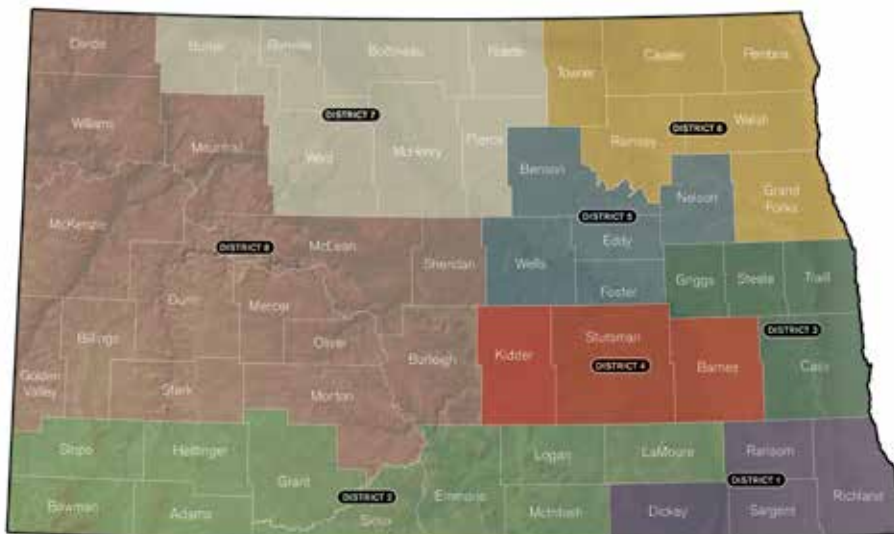 Divide
Burke
Renville
Bottineau
Rolette
Towner
Cavalier
Pembina
Williams
Mountrail
DISTRICT 7
Ward
McHenry
Pierce
Ramsey
DISTRICT 6
Walsh
Benson
Nelson
Grand
Forks
McKenzie
DISTRICT 8
McLean
Sheridan
DISTRICT 5
Eddy
Wells
Foster
Griggs
Steele
Traill
Dunn
Mercer
Billings
Oliver
Burleigh
Kidder
Stutsman
DISTRICT 4
Barnes
DISTRICT 3
Cass
Golden
Valley
Stark
Morton
Slope
Hettinger
Grant
Logan
LaMoure
Ransom
DISTRICT 1
Richland
Bowman
Adams
DISTRICT 2
Sioux
Emmons
McIntosh
Dickey
Sargent